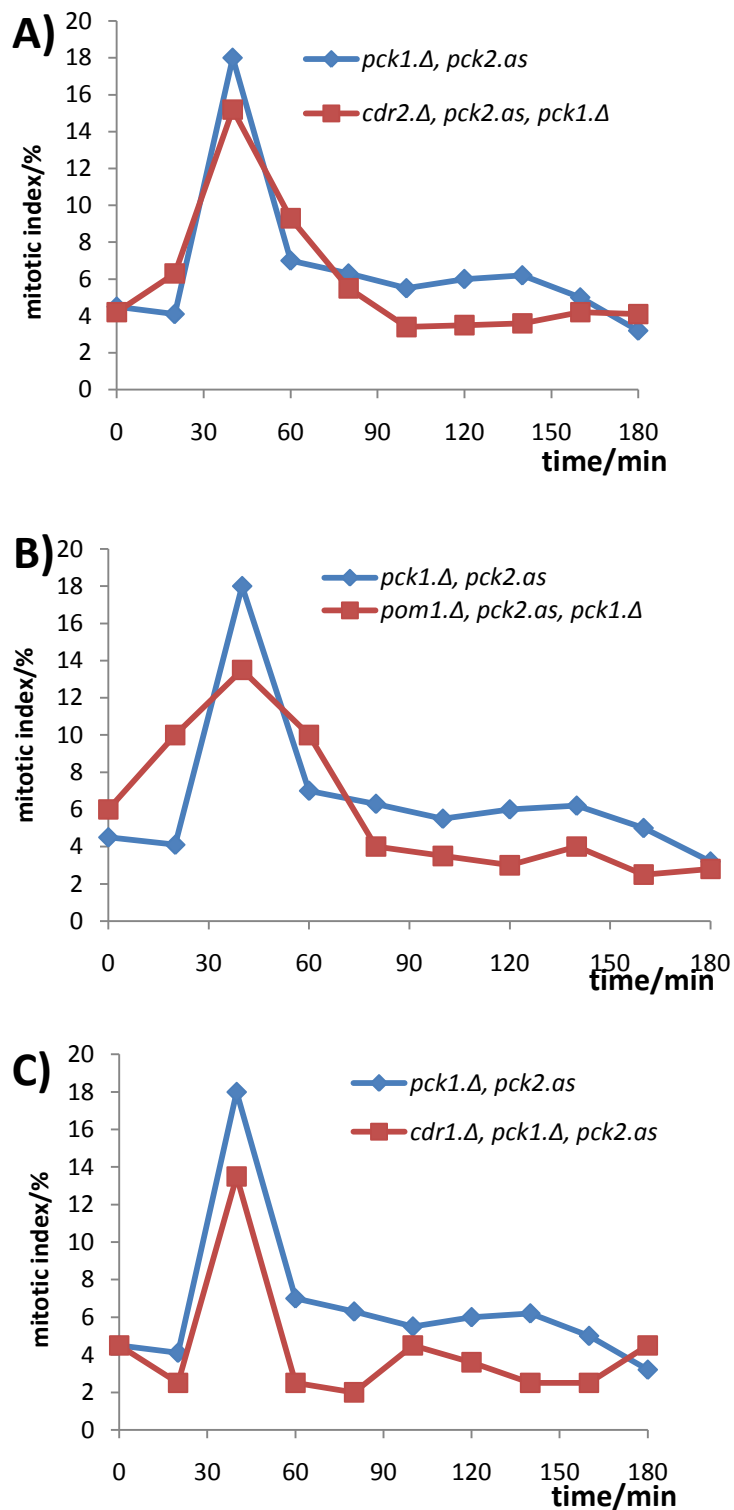 A)
20
18
16
14
12
10
8
6
4
2
0
mitotic index/%
pck1.Δ, pck2.as
cdr2.Δ, pck2.as, pck1.Δ
0 30 60 90 120 150 180
time/min
B)
20
18
16
14
12
10
8
6
4
2
0
mitotic index/%
pck1.Δ, pck2.as
pom1.Δ, pck2.as, pck1.Δ
0 30 60 90 120 150 180
time/min
C)
20
18
16
14
12
10
8
6
4
2
0
mitotic index/%
pck1.Δ, pck2.as
cdr1.Δ, pck1.Δ, pck2.as
0 30 60 90 120 150 180
time/min